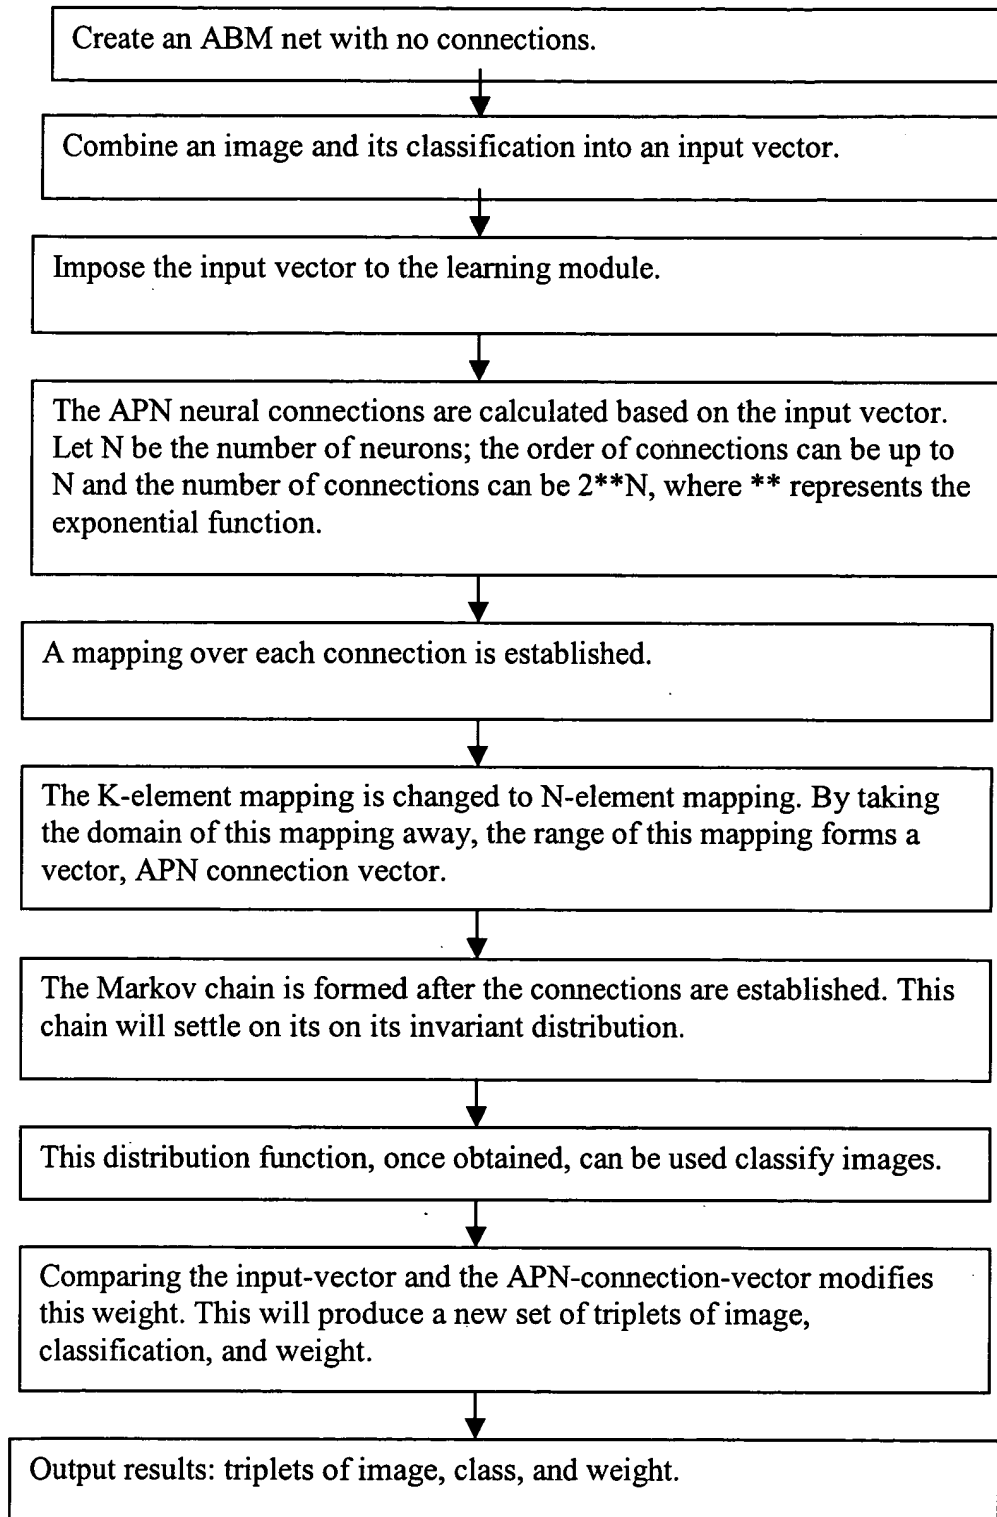 Create an ABM net with no connections.
Combine an image and its classification into an input vector.
Impose the input vector to the learning module.
The APN neural connections are calculated based on the input vector.
Let N be the number of neurons; the order of connections can be up to
N and the number of connections can be 2**N, where ** represents the
exponential function.
A mapping over each connection is established.
The K-element mapping is changed to N-element mapping. By taking
the domain of this mapping away, the range of this mapping forms a
vector, APN connection vector.
The Markov chain is formed after the connections are established. This
chain will settle on its on its invariant distribution.
This distribution function, once obtained, can be used classify images.
Comparing the input-vector and the APN-connection-vector modifies
this weight. This will produce a new set of triplets of image,
classification, and weight.
Output results: triplets of image, class, and weight.